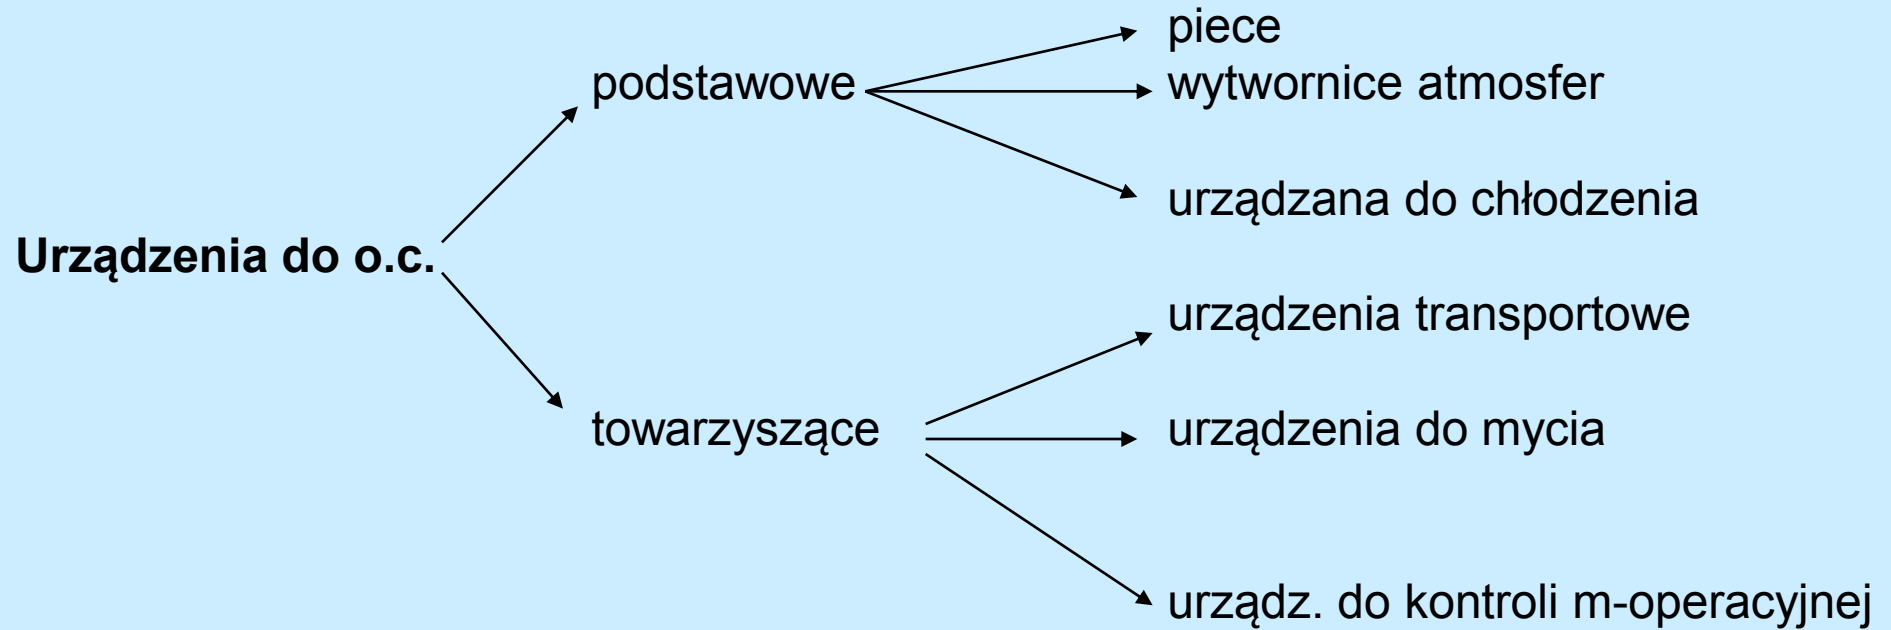 piece
podstawowe wytwornice atmosfer
urządzana do chłodzenia
Urządzenia do o.c.
urządzenia transportowe
towarzyszące urządzenia do mycia
urządz. do kontroli m-operacyjnej